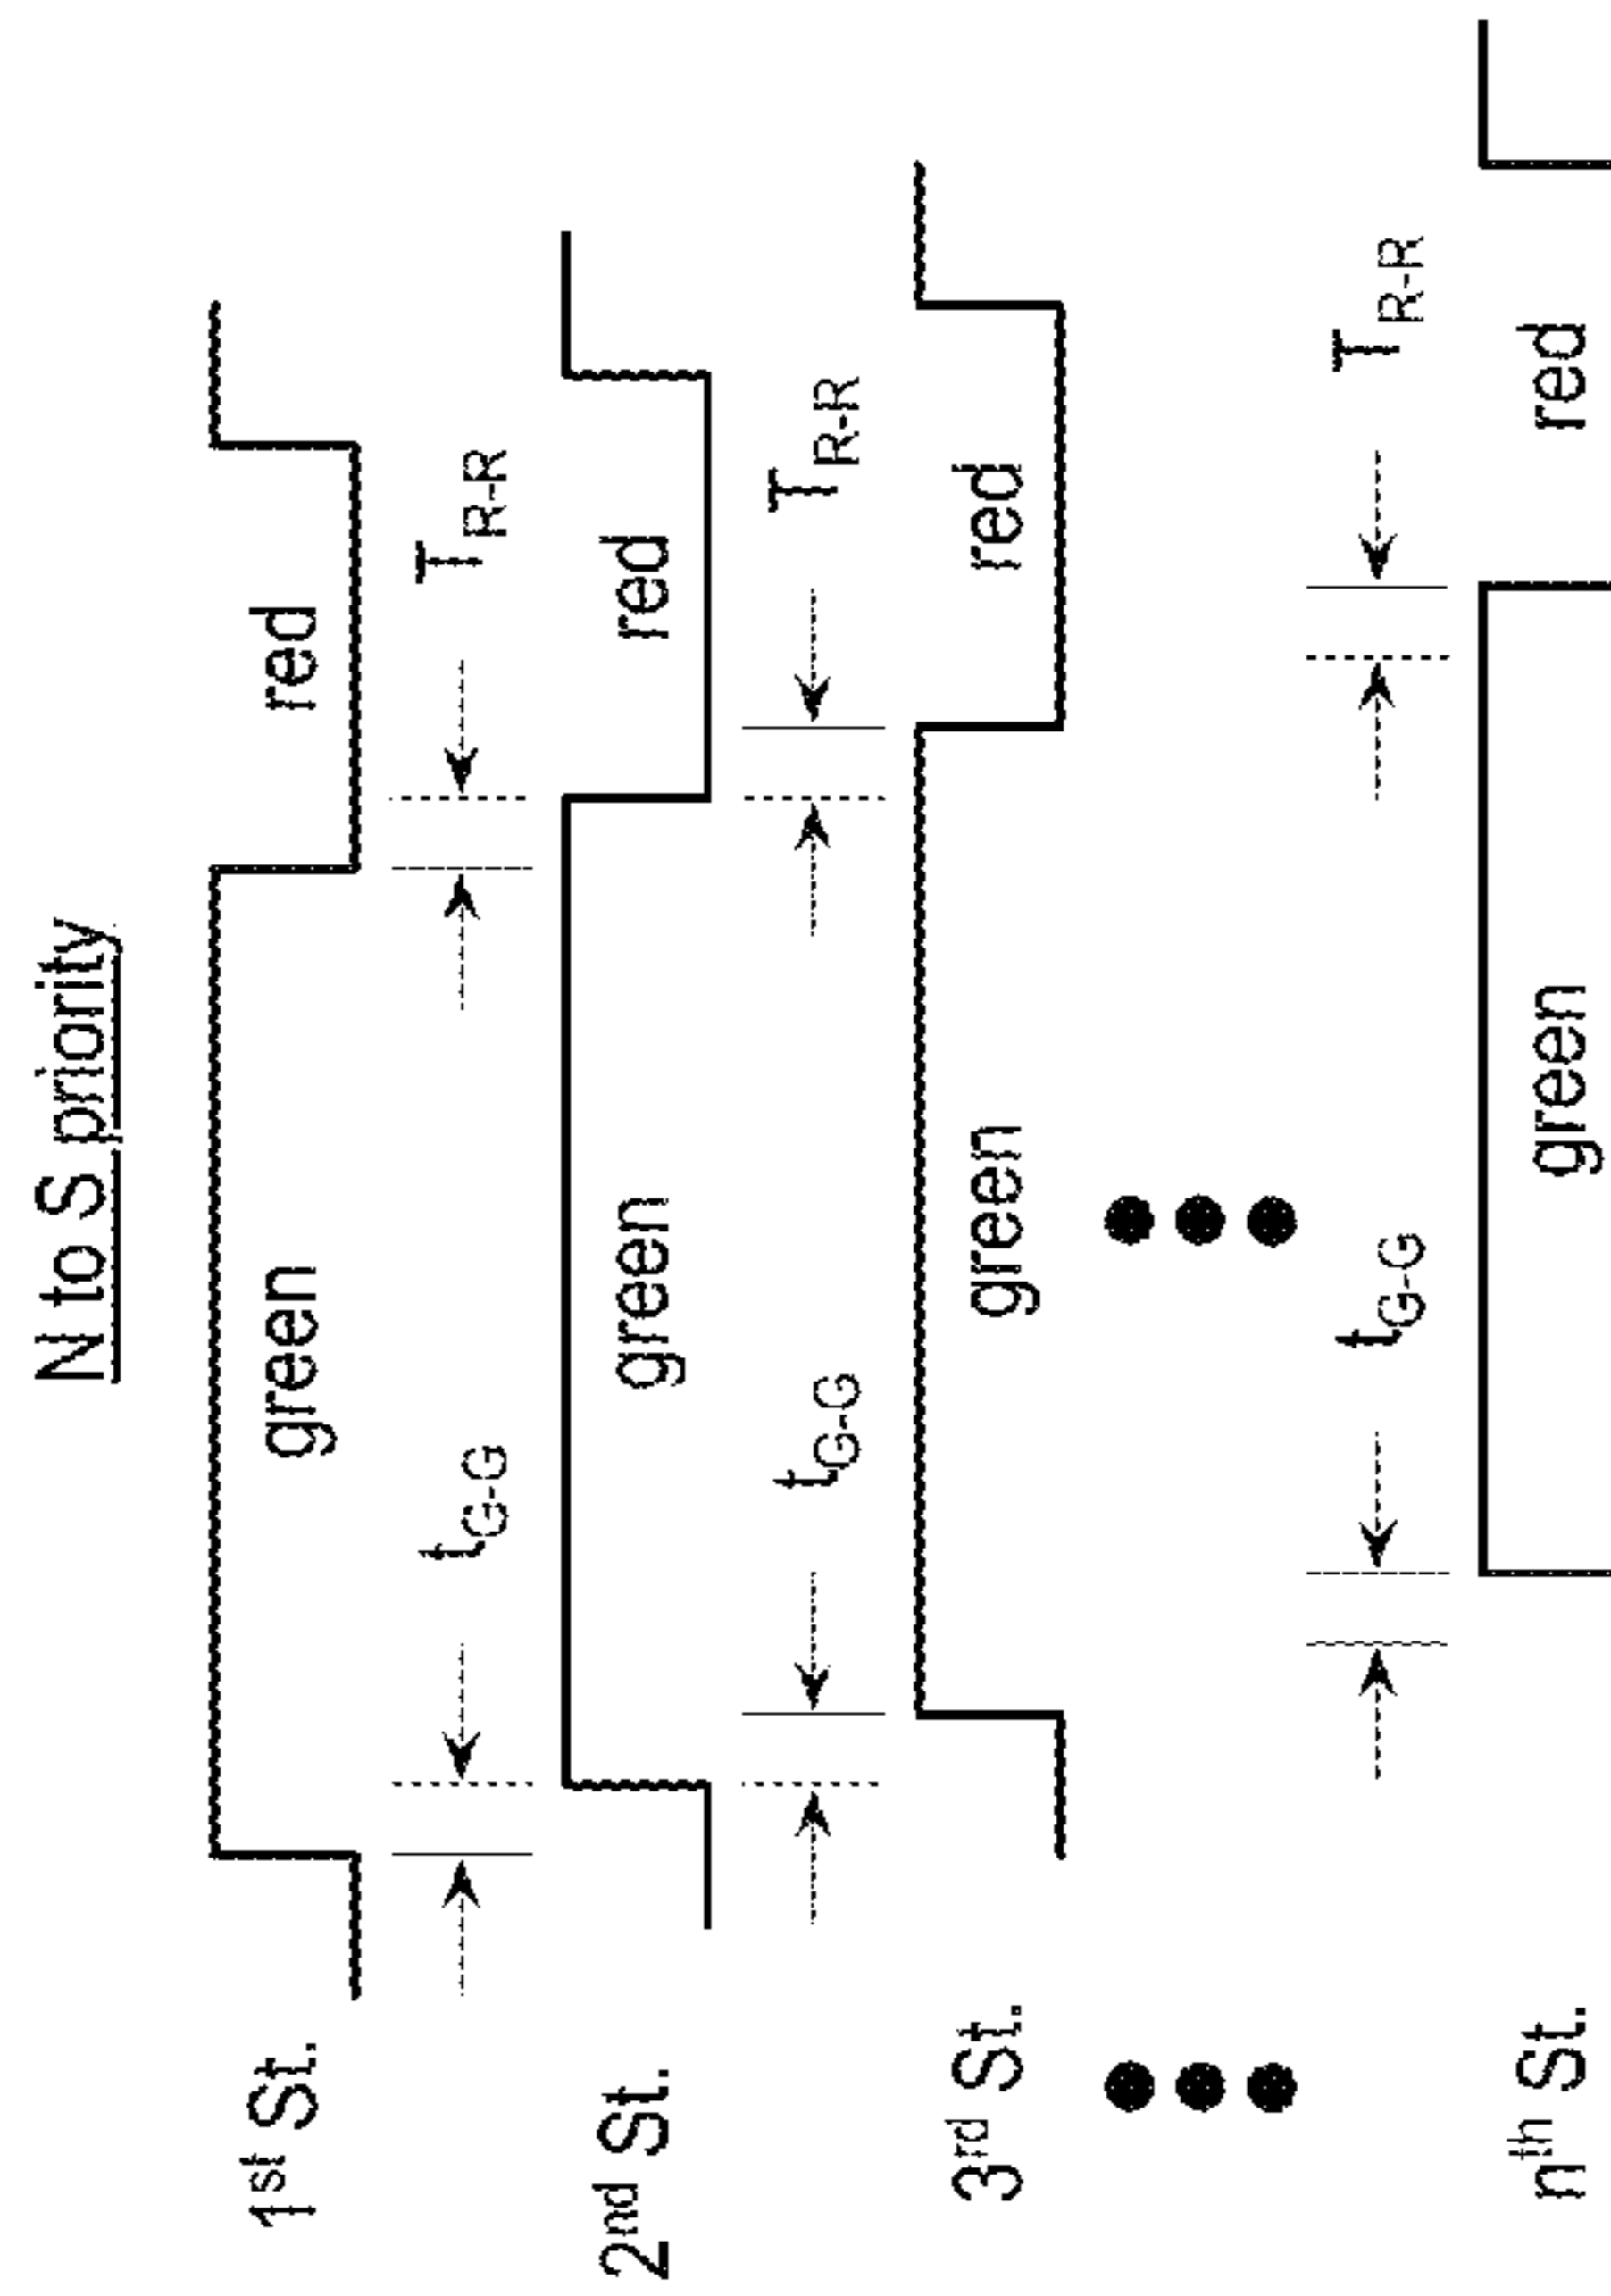 N to S priority
1st St. green red
tG-G TR-R
2nd St. green red
tG-G TR-R
3rd St. green red
tG-G TR-R
nth St. green red